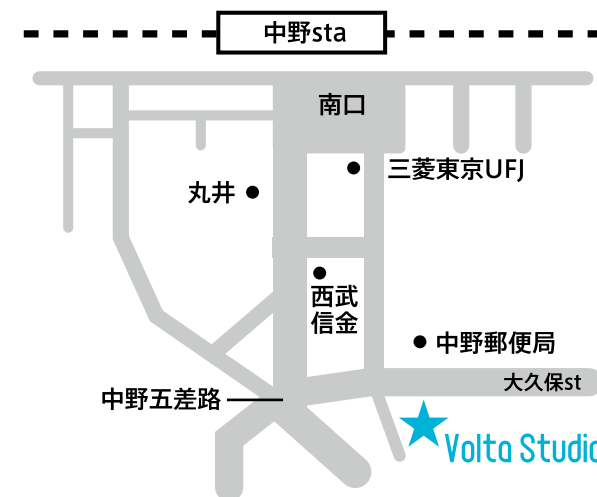 中野sta
南口
三菱東京UFJ
丸井
西武
信金
中野郵便局
大久保st
中野五差路
Volta Studio